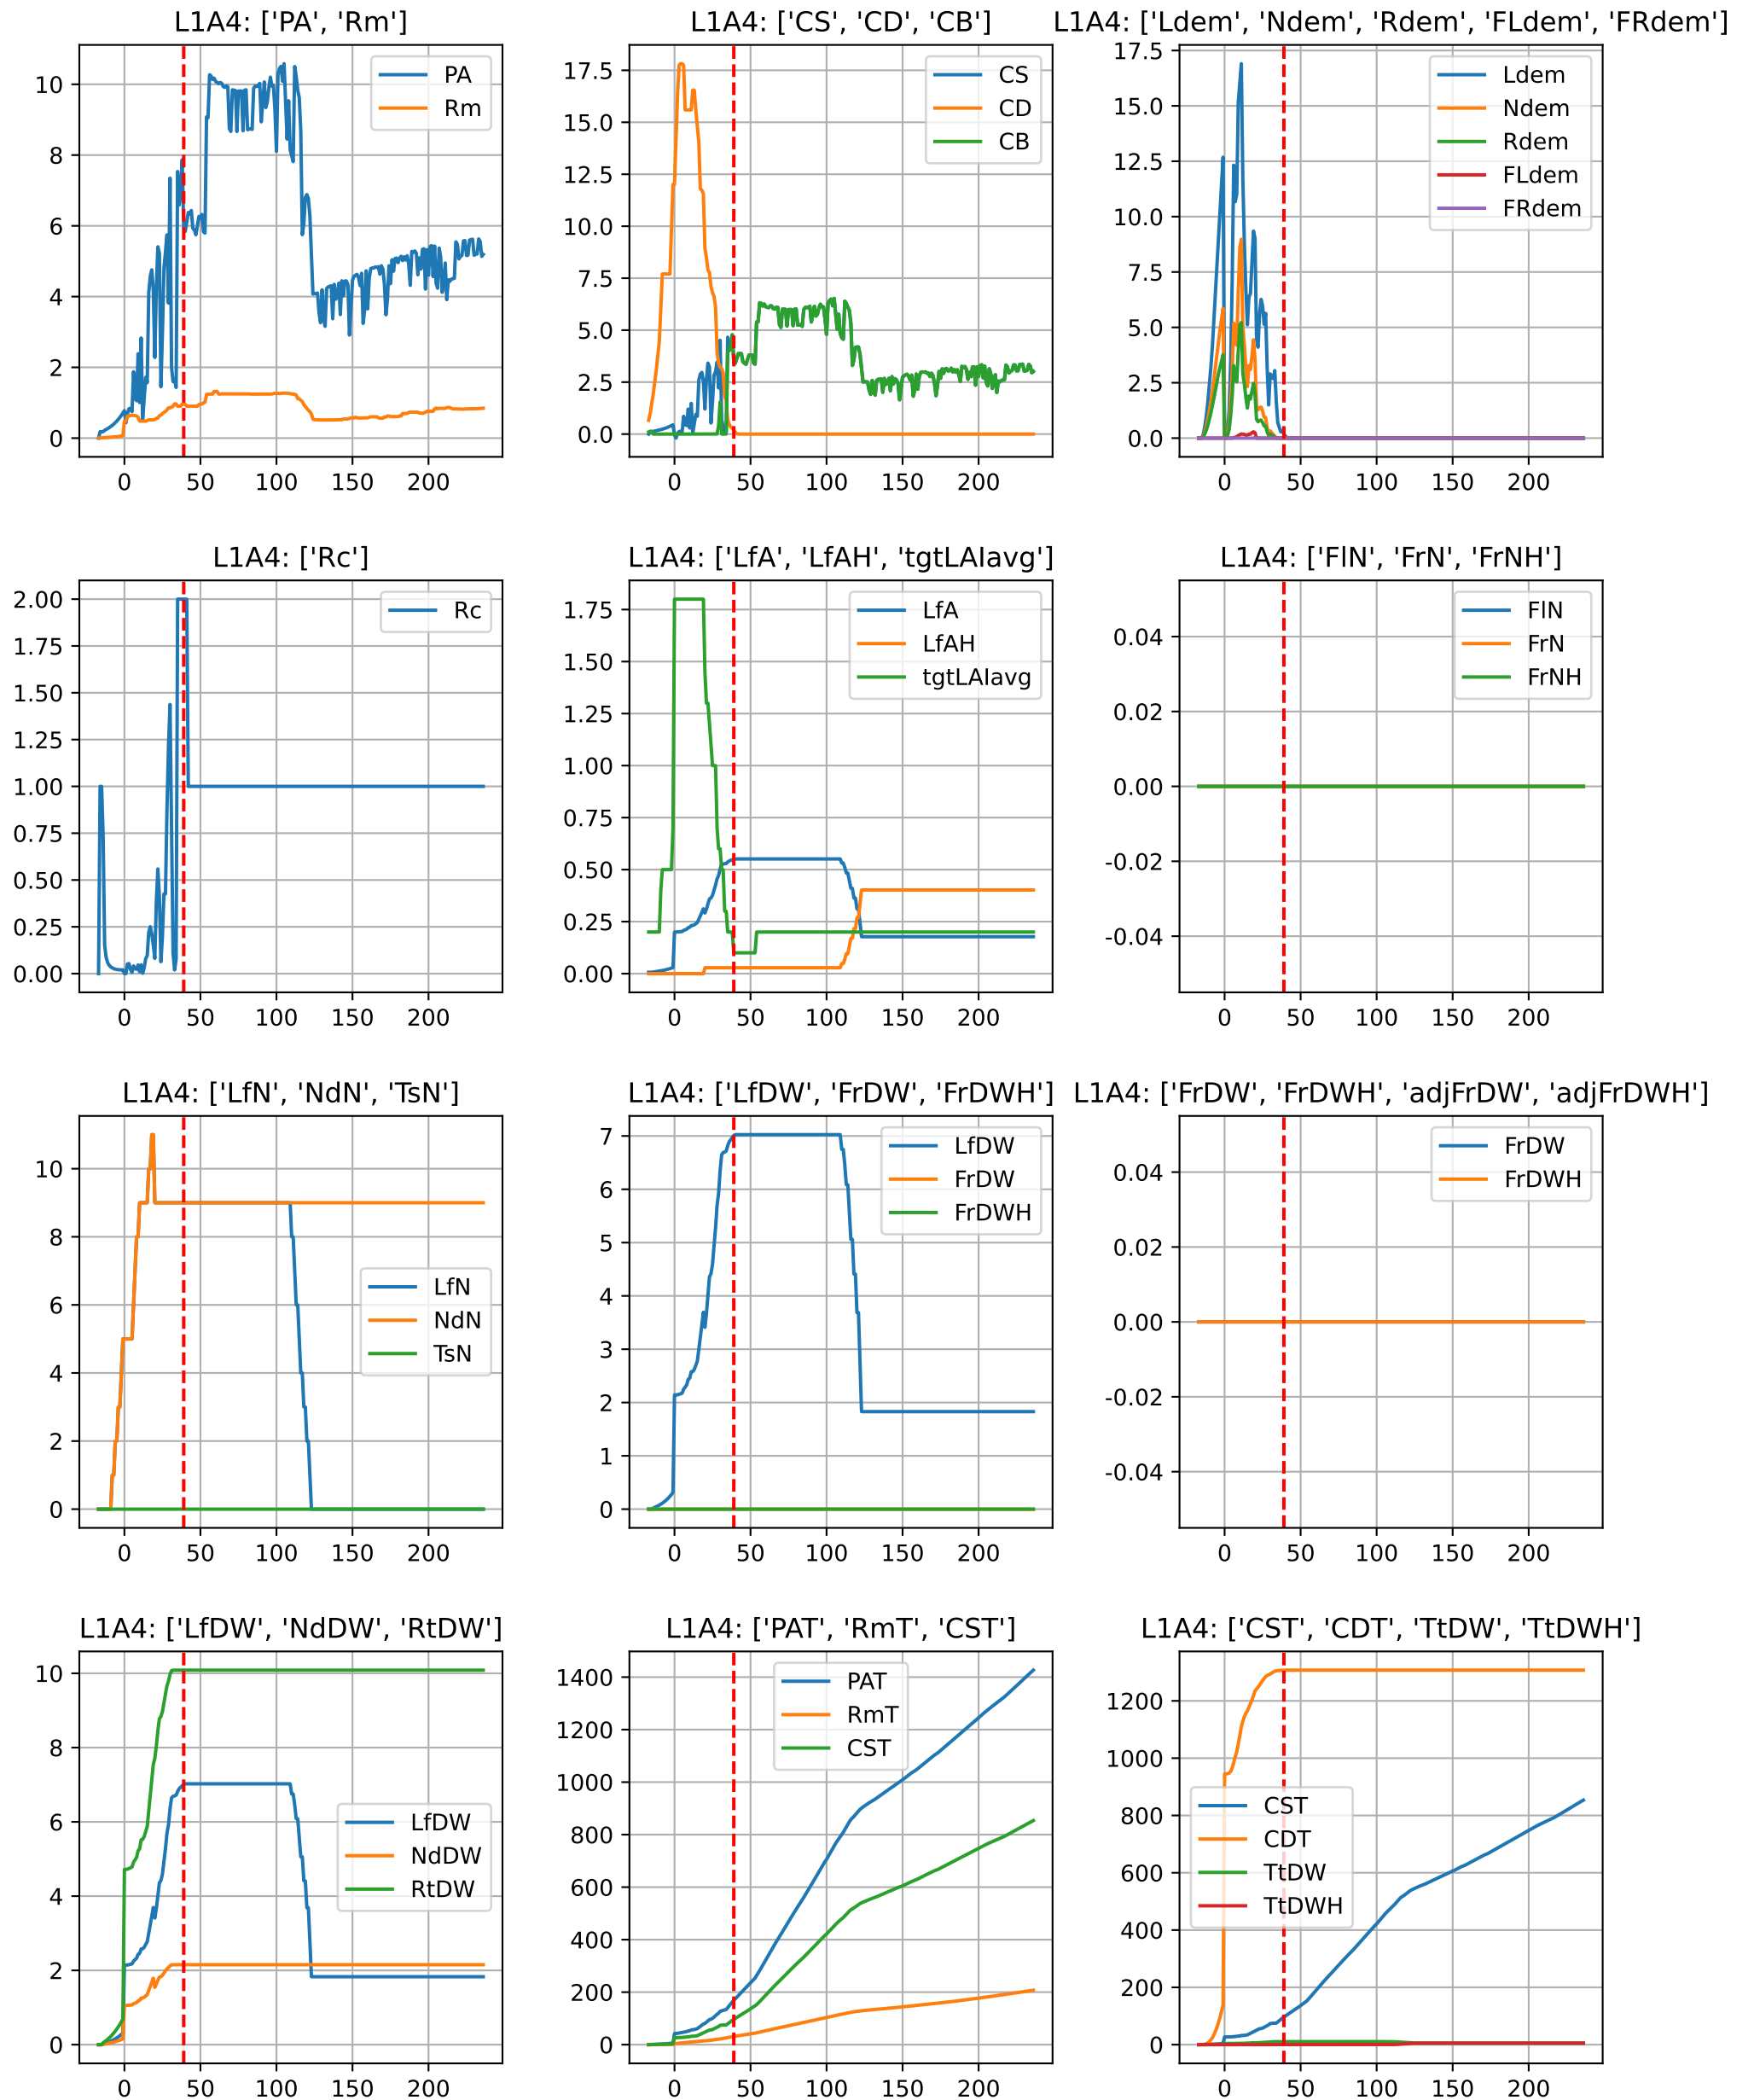 L1A4: ['PA', 'Rm']
PA
Rm
10
8
6
4
2
0
0 50 100 150 200
L1A4: ['CS', 'CD', 'CB']
CS
CD
CB
17.5
15.0
12.5
10.0
7.5
5.0
2.5
0.0
0 50 100 150 200
L1A4: ['Ldem', 'Ndem', 'Rdem', 'FLdem', 'FRdem']
Ldem
Ndem
Rdem
FLdem
FRdem
17.5
15.0
12.5
10.0
7.5
5.0
2.5
0.0
0 50 100 150 200
L1A4: ['Rc']
Rc
2.00
1.75
1.50
1.25
1.00
0.75
0.50
0.25
0.00
0 50 100 150 200
L1A4: ['LfA', 'LfAH', 'tgtLAIavg']
LfA
LfAH
tgtLAIavg
1.75
1.50
1.25
1.00
0.75
0.50
0.25
0.00
0 50 100 150 200
L1A4: ['FlN', 'FrN', 'FrNH']
FlN
FrN
FrNH
0.04
0.02
0.00
-0.02
-0.04
0 50 100 150 200
L1A4: ['LfN', 'NdN', 'TsN']
LfN
NdN
TsN
10
8
6
4
2
0
0 50 100 150 200
L1A4: ['LfDW', 'FrDW', 'FrDWH']
LfDW
FrDW
FrDWH
7
6
5
4
3
2
1
0
0 50 100 150 200
L1A4: ['FrDW', 'FrDWH', 'adjFrDW', 'adjFrDWH']
FrDW
FrDWH
0.04
0.02
0.00
-0.02
-0.04
0 50 100 150 200
L1A4: ['LfDW', 'NdDW', 'RtDW']
LfDW
NdDW
RtDW
10
8
6
4
2
0
0 50 100 150 200
L1A4: ['PAT', 'RmT', 'CST']
PAT
RmT
CST
1400
1200
1000
800
600
400
200
0
0 50 100 150 200
L1A4: ['CST', 'CDT', 'TtDW', 'TtDWH']
CST
CDT
TtDW
TtDWH
1200
1000
800
600
400
200
0
0 50 100 150 200